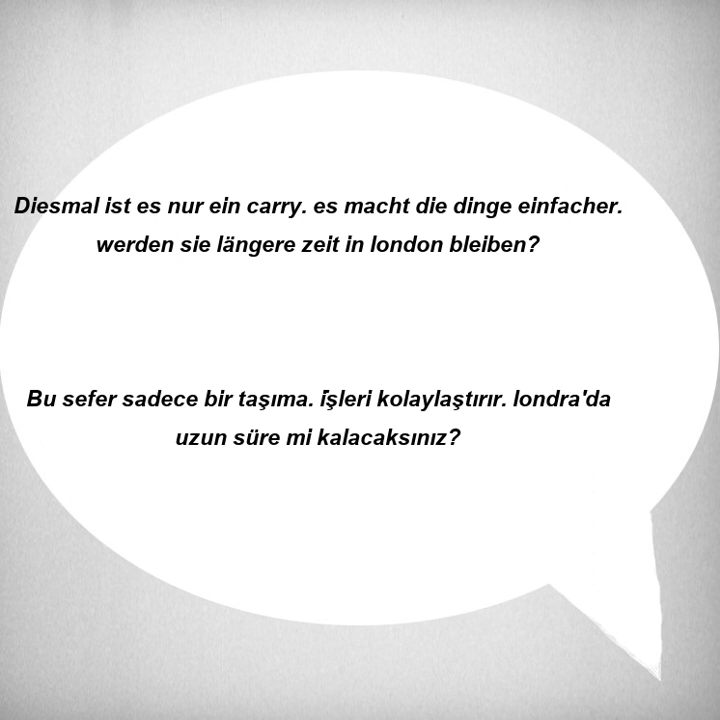 Diesmal ist es nur ein carry. es macht die dinge einfacher.
werden sie längere zeit in london bleiben?
Bu sefer sadece bir taşıma. i̇şleri kolaylaştırır. londra'da
uzun süre mi kalacaksınız?